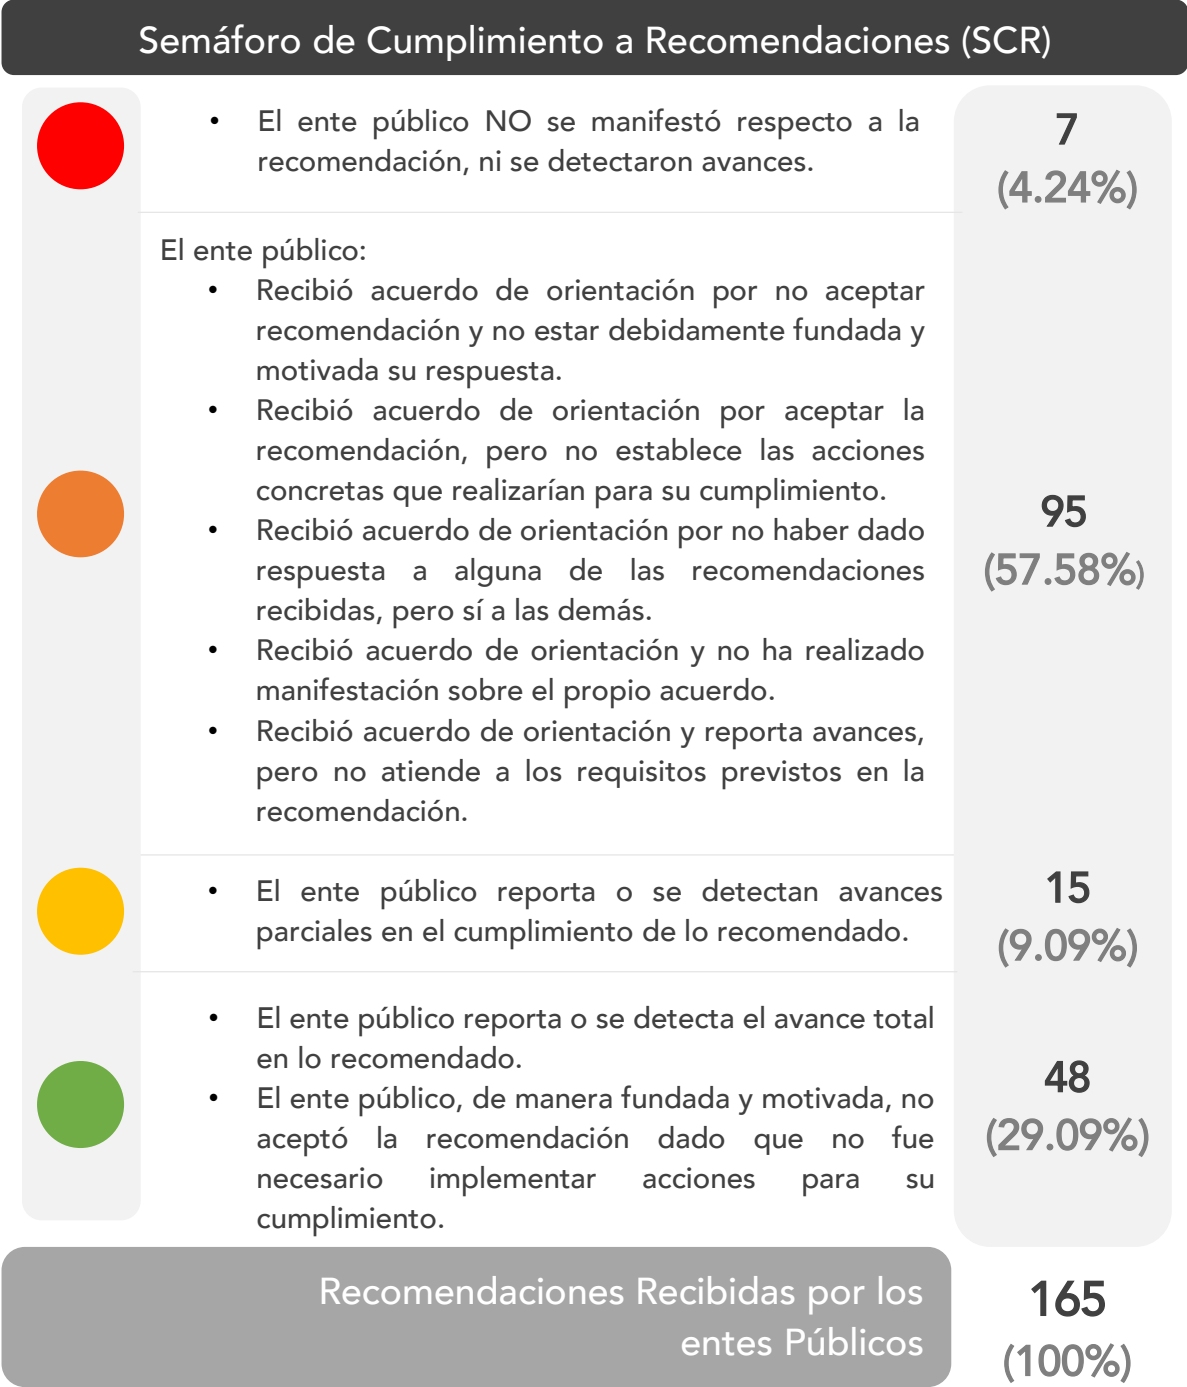 Semáforo de Cumplimiento a Recomendaciones (SCR)
• El ente público NO se manifestó respecto a la
recomendación, ni se detectaron avances.
7
(4.24%)
El ente público:
• Recibió acuerdo de orientación por no aceptar
recomendación y no estar debidamente fundada y
motivada su respuesta.
• Recibió acuerdo de orientación por aceptar la
recomendación, pero no establece las acciones
concretas que realizarían para su cumplimiento.
• Recibió acuerdo de orientación por no haber dado
respuesta a alguna de las recomendaciones
recibidas, pero sí a las demás.
• Recibió acuerdo de orientación y no ha realizado
manifestación sobre el propio acuerdo.
• Recibió acuerdo de orientación y reporta avances,
pero no atiende a los requisitos previstos en la
recomendación.
95
(57.58%)
• El ente público reporta o se detectan avances
parciales en el cumplimiento de lo recomendado.
15
(9.09%)
• El ente público reporta o se detecta el avance total
en lo recomendado.
• El ente público, de manera fundada y motivada, no
aceptó la recomendación dado que no fue
necesario implementar acciones para su
cumplimiento.
48
(29.09%)
Recomendaciones Recibidas por los
entes Públicos
165
(100%)